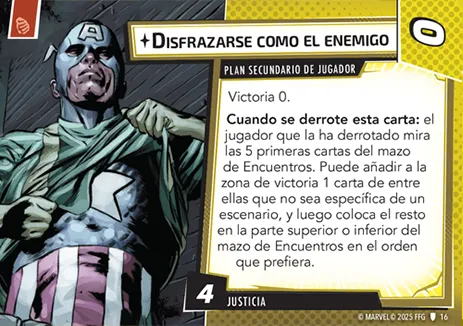 DISFRAZARSE COMO EL ENEMIGO
0
PLAN SECUNDARIO DE JUGADOR
Victoria 0.
Cuando se derrote esta carta: el
jugador que la ha derrotado mira
las 5 primeras cartas del mazo
de Encuentros. Puede añadir a la
zona de victoria 1 carta de entre
ellas que no sea específica de un
escenario, y luego coloca el resto
en la parte superior o inferior del
mazo de Encuentros en el orden
que prefiera.
4
JUSTICIA
© MARVEL © 2025 FFG 16